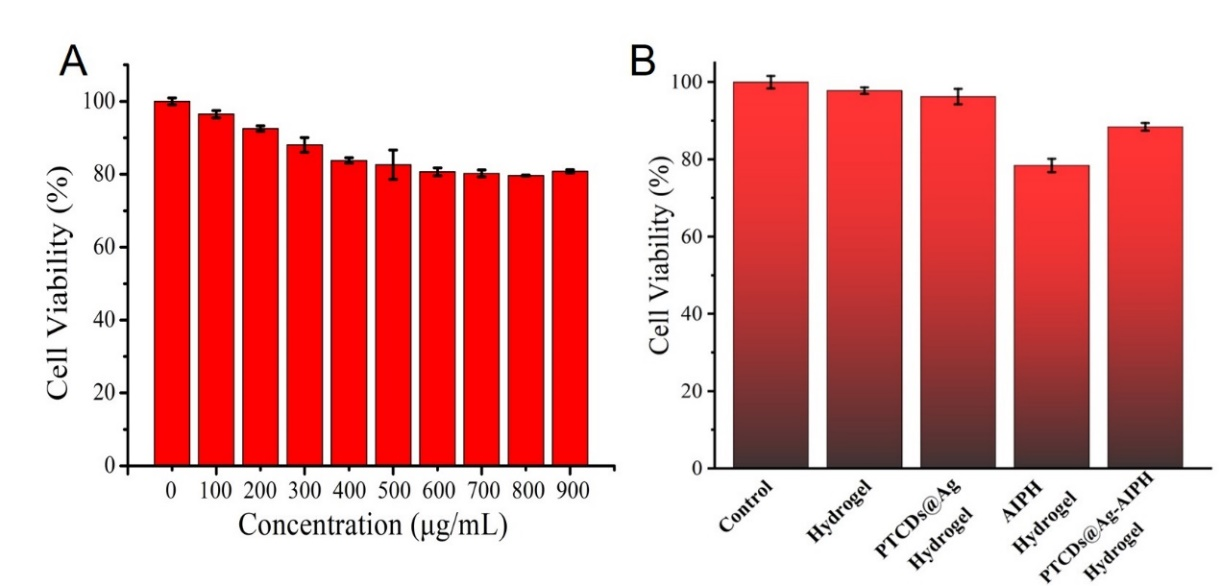 A
Cell Viability (%)
100
80
60
40
20
0
0 100 200 300 400 500 600 700 800 900
Concentration (μg/mL)
B
Cell Viability (%)
100
80
60
40
20
0
Control
Hydrogel
PTCDs@Ag
Hydrogel
AIPH
Hydrogel
PTCDs@Ag-AIPH
Hydrogel